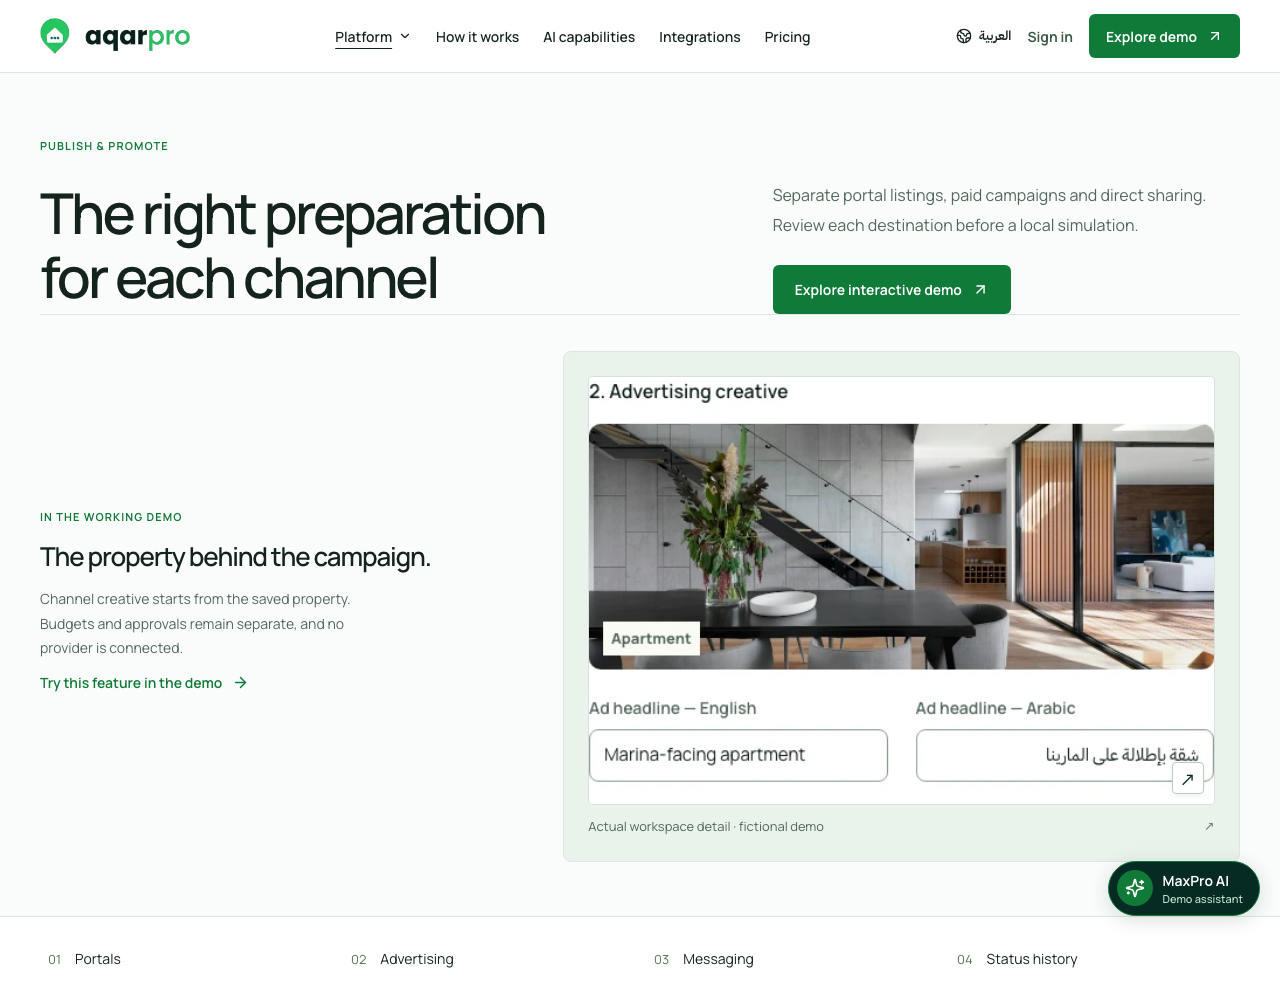 aqarpro
Platform
How it works
AI capabilities
Integrations
Pricing
العربية
Sign in
Explore demo
PUBLISH & PROMOTE
The right preparation
for each channel
Separate portal listings, paid campaigns and direct sharing.
Review each destination before a local simulation.
Explore interactive demo
IN THE WORKING DEMO
The property behind the campaign.
Channel creative starts from the saved property.
Budgets and approvals remain separate, and no
provider is connected.
Try this feature in the demo
2. Advertising creative
Apartment
Ad headline — English
Marina-facing apartment
Ad headline — Arabic
شقة بإطلالة على المارينا
Actual workspace detail · fictional demo
MaxPro AI
Demo assistant
01 Portals
02 Advertising
03 Messaging
04 Status history